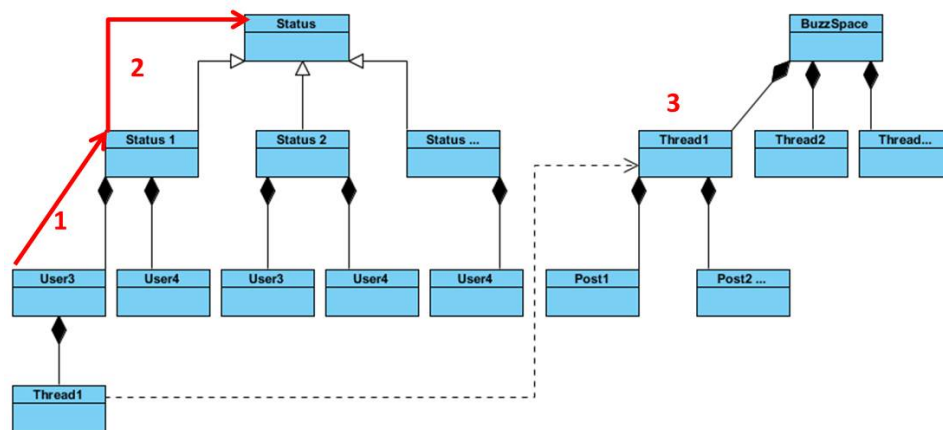 Status
BuzzSpace
2
3
Status 1
Status 2
Status ...
Thread1
Thread2
Thread...
1
User3
User4
User3
User4
User4
Post1
Post2 ...
Thread1